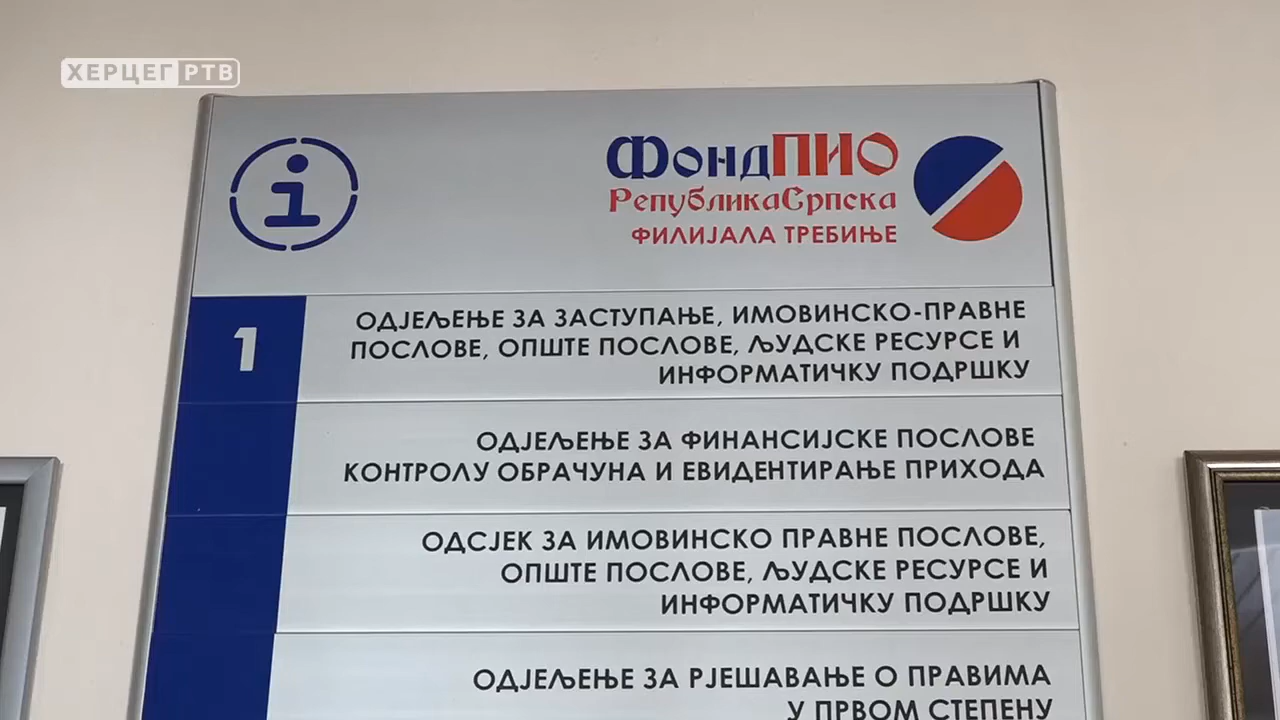 ХЕРЦЕГ РТВ
i
ФондПИО
РепубликаСрпска
ФИЛИЈАЛА ТРЕБИЊЕ
1
ОДЈЕЉЕЊЕ ЗА ЗАСТУПАЊЕ, ИМОВИНСКО-ПРАВНЕ
ПОСЛОВЕ, ОПШТЕ ПОСЛОВЕ, ЉУДСКЕ РЕСУРСЕ И
ИНФОРМАТИЧКУ ПОДРШКУ
ОДЈЕЉЕЊЕ ЗА ФИНАНСИЈСКЕ ПОСЛОВЕ
КОНТРОЛУ ОБРАЧУНА И ЕВИДЕНТИРАЊЕ ПРИХОДА
ОДСЈЕК ЗА ИМОВИНСКО ПРАВНЕ ПОСЛОВЕ,
ОПШТЕ ПОСЛОВЕ, ЉУДСКЕ РЕСУРСЕ И
ИНФОРМАТИЧКУ ПОДРШКУ
ОДЈЕЉЕЊЕ ЗА РЈЕШАВАЊЕ О ПРАВИМА
У ПРВОМ СТЕПЕНУ